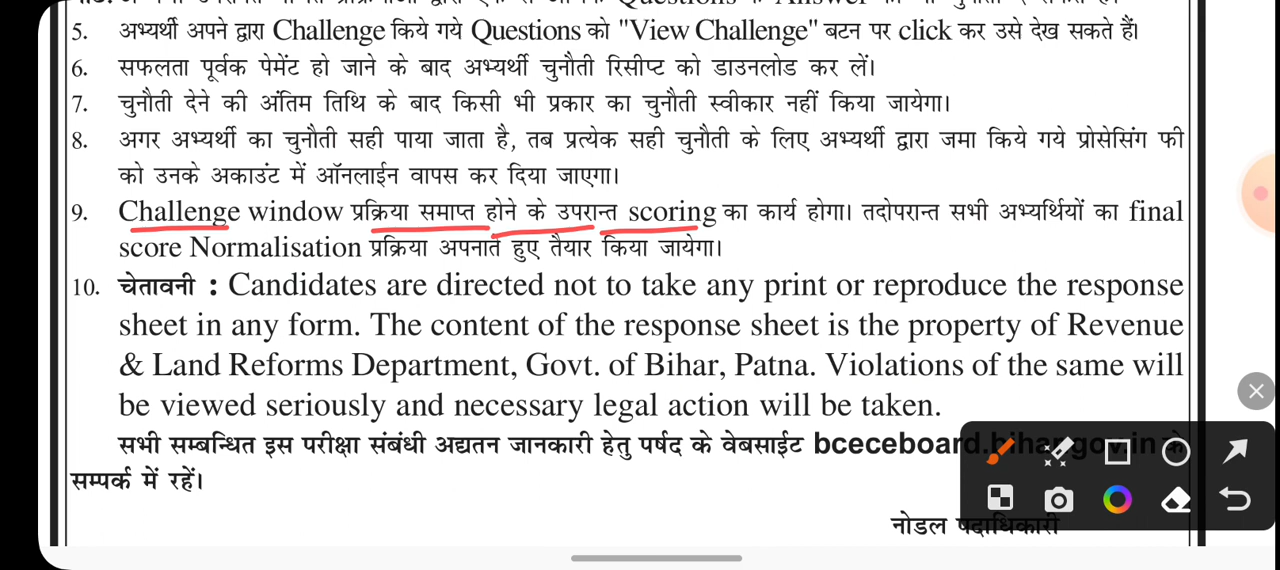 5. अभ्यर्थी अपने द्वारा Challenge किये गये Questions को "View Challenge" बटन पर click कर उसे देख सकते हैं।
6. सफलता पूर्वक पेमेंट हो जाने के बाद अभ्यर्थी चुनौती रिसीप्ट को डाउनलोड कर लें।
7. चुनौती देने की अंतिम तिथि के बाद किसी भी प्रकार का चुनौती स्वीकार नहीं किया जायेगा।
8. अगर अभ्यर्थी का चुनौती सही पाया जाता है, तब प्रत्येक सही चुनौती के लिए अभ्यर्थी द्वारा जमा किये गये प्रोसेसिंग फी
को उनके अकाउंट में ऑनलाईन वापस कर दिया जाएगा।
9. Challenge window प्रक्रिया समाप्त होने के उपरान्त scoring का कार्य होगा। तदोपरान्त सभी अभ्यर्थियों का final
score Normalisation प्रक्रिया अपनाते हुए तैयार किया जायेगा।
10. चेतावनी : Candidates are directed not to take any print or reproduce the response
sheet in any form. The content of the response sheet is the property of Revenue
& Land Reforms Department, Govt. of Bihar, Patna. Violations of the same will
be viewed seriously and necessary legal action will be taken.
सभी सम्बन्धित इस परीक्षा संबंधी अद्यतन जानकारी हेतु पर्षद के वेबसाईट bceceboard.bihar.gov.in के
सम्पर्क में रहें।
नोडल पदाधिकारी